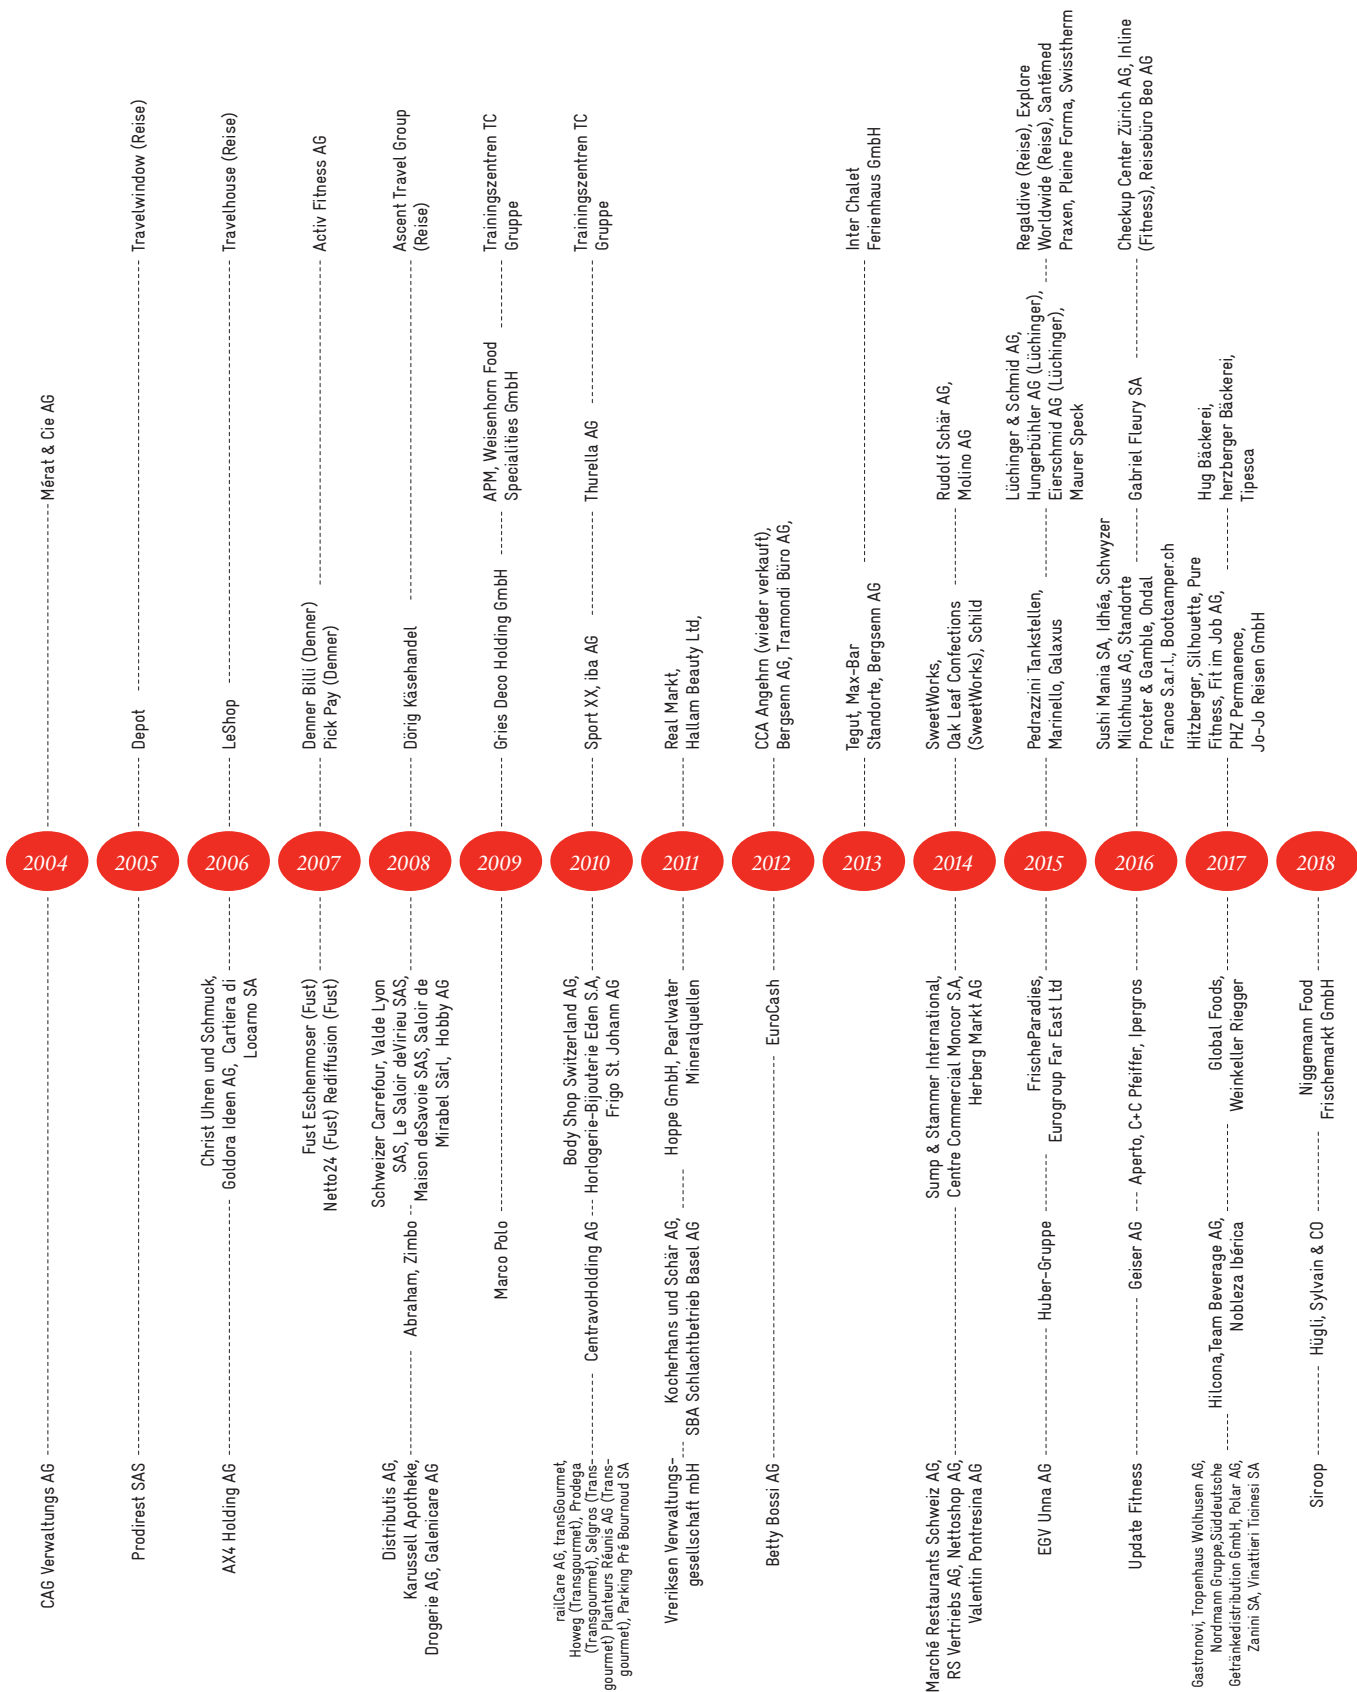 2004
Mérat & Cie AG
CAG Verwaltungs AG
2005
Depot
Travelwindow (Reise)
Prodirest SAS
2006
LeShop
Travelhouse (Reise)
Christ Uhren und Schmuck,
Goldora Ideen AG, Cartiera di
Locarno SA
AX4 Holding AG
2007
Denner Billi (Denner)
Pick Pay (Denner)
Activ Fitness AG
Fust Eschenmoser (Fust)
Netto24 (Fust) Rediffusion (Fust)
2008
Dörig Käsehandel
Ascent Travel Group
(Reise)
Schweizer Carrefour, Valde Lyon
SAS, Le Saloir deVirieu SAS,
Maison deSavoie SAS, Saloir de
Mirabel Sàrl, Hobby AG
Abraham, Zimbo
Distributis AG,
Karussell Apotheke,
Drogerie AG, Galenicare AG
2009
Gries Deco Holding GmbH
APM, Weisenhorn Food
Specialities GmbH
Trainingszentren TC
Gruppe
Marco Polo
2010
Sport XX, iba AG
Thurella AG
Trainingszentren TC
Gruppe
Body Shop Switzerland AG,
Horlogerie-Bijouterie Eden S.A,
Frigo St. Johann AG
CentravoHolding AG
railCare AG, transGourmet,
Howeg (Transgourmet), Prodega
(Transgourmet), Selgros (Trans-
gourmet) Planteurs Réunis AG (Trans-
gourmet), Parking Pré Bournoud SA
2011
Real Markt,
Hallam Beauty Ltd,
Hoppe GmbH, Pearlwater
Mineralquellen
Kocherhans und Schär AG,
SBA Schlachtbetrieb Basel AG
Vreriksen Verwaltungs-
gesellschaft mbH
2012
CCA Angehrn (wieder verkauft),
Bergsenn AG, Tramondi Büro AG,
EuroCash
Betty Bossi AG
2013
Tegut, Max-Bar
Standorte, Bergsenn AG
Inter Chalet
Ferienhaus GmbH
2014
SweetWorks,
Oak Leaf Confections
(SweetWorks), Schild
Rudolf Schär AG,
Molino AG
Sump & Stammer International,
Centre Commercial Moncor S.A,
Herberg Markt AG
Marché Restaurants Schweiz AG,
RS Vertriebs AG, Nettoshop AG,
Valentin Pontresina AG
2015
Pedrazzini Tankstellen,
Marinello, Galaxus
Lüchinger & Schmid AG,
Hungerbühler AG (Lüchinger),
Eierschmid AG (Lüchinger),
Maurer Speck
Regaldive (Reise), Explore
Worldwide (Reise), Santémed
Praxen, Pleine Forma, Swisstherm
FrischeParadies,
Eurogroup Far East Ltd
Huber-Gruppe
EGV Unna AG
2016
Sushi Mania SA, Idhéa, Schwyzer
Milchhuus AG, Standorte
Procter & Gamble, Ondal
France S.a.r.l., Bootcamper.ch
Gabriel Fleury SA
Checkup Center Zürich AG, Inline
(Fitness), Reisebüro Beo AG
Aperto, C+C Pfeiffer, Ipergros
Geiser AG
Update Fitness
2017
Hitzberger, Silhouette, Pure
Fitness, Fit im Job AG,
PHZ Permanence,
Jo-Jo Reisen GmbH
Hug Bäckerei,
herzberger Bäckerei,
Tipesca
Global Foods,
Weinkeller Riegger
Hilcona,Team Beverage AG,
Nobleza Ibérica
Gastronovi, Tropenhaus Wolhusen AG,
Nordmann Gruppe,Süddeutsche
Getränkedistribution GmbH, Polar AG,
Zanini SA, Vinattieri Ticinesi SA
2018
Niggemann Food
Frischemarkt GmbH
Hügli, Sylvain & CO
Siroop